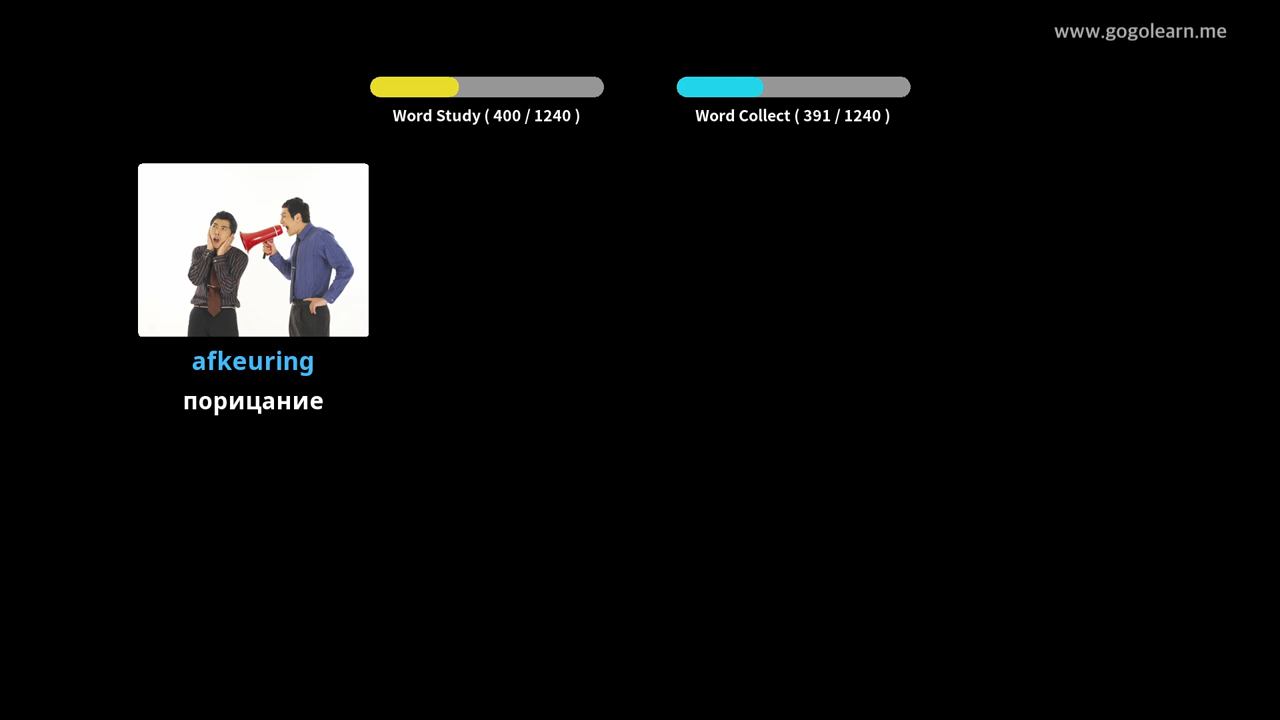 www.gogolearn.me
Word Study ( 400 / 1240 )
Word Collect ( 391 / 1240 )
afkeuring
порицание